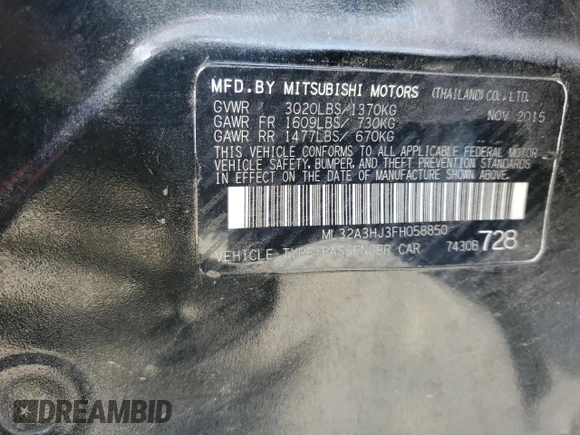 MFD.BY MITSUBISHI MOTORS (THAILAND) CO., LTD.
GVWR 3020LBS/1370KG NOV 2015
GAWR FR 1609LBS/ 730KG
GAWR RR 1477LBS/ 670KG
THIS VEHICLE CONFORMS TO ALL APPLICABLE FEDERAL MOTOR
VEHICLE SAFETY, BUMPER, AND THEFT PREVENTION STANDARDS
IN EFFECT ON THE DATE OF MANUFACTURE SHOWN ABOVE.
ML32A3HJ3FH058850
VEHICLE TYPE:PASSENGER CAR 7430B 728
DREAMBID